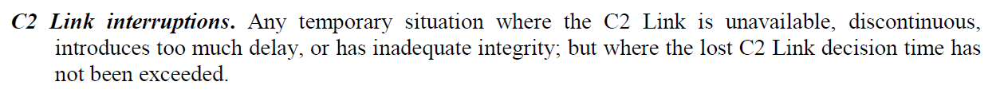 C2 Link interruptions. Any temporary situation where the C2 Link is unavailable, discontinuous,
introduces too much delay, or has inadequate integrity; but where the lost C2 Link decision time has
not been exceeded.